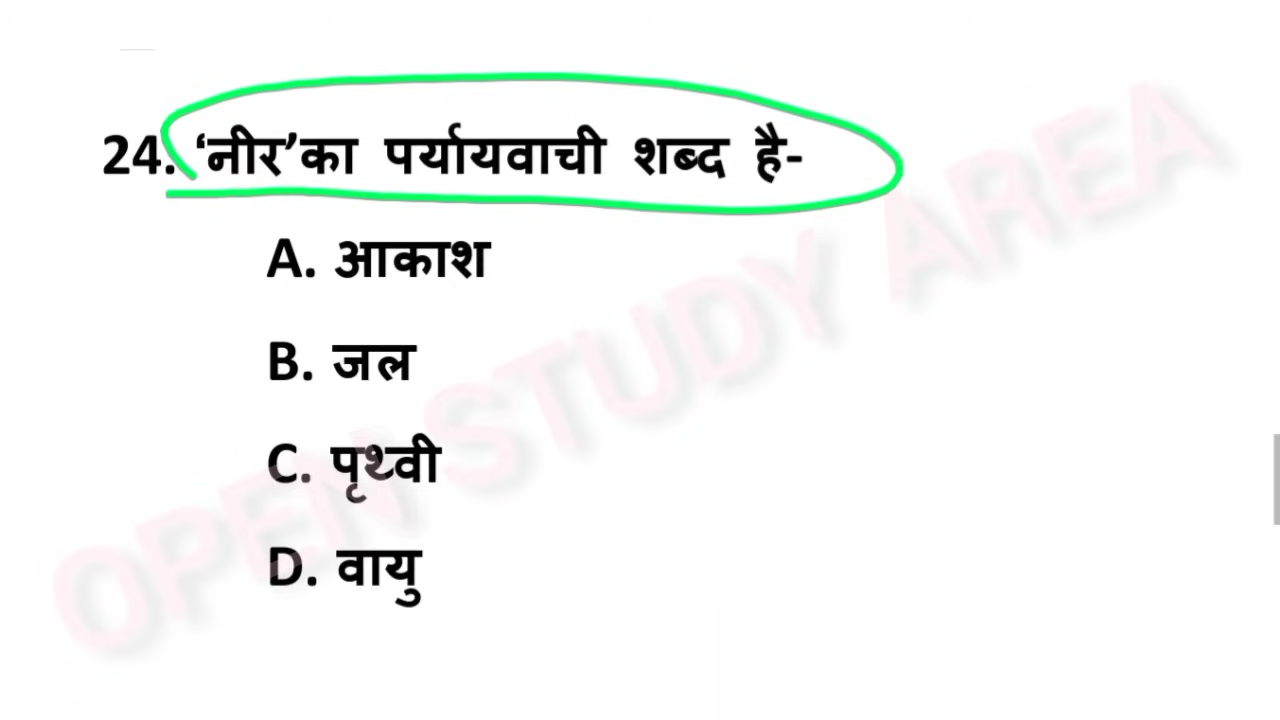 24. ‘नीर’का पर्यायवाची शब्द है-
A. आकाश
B. जल
C. पृथ्वी
D. वायु
OPEN STUDY AREA